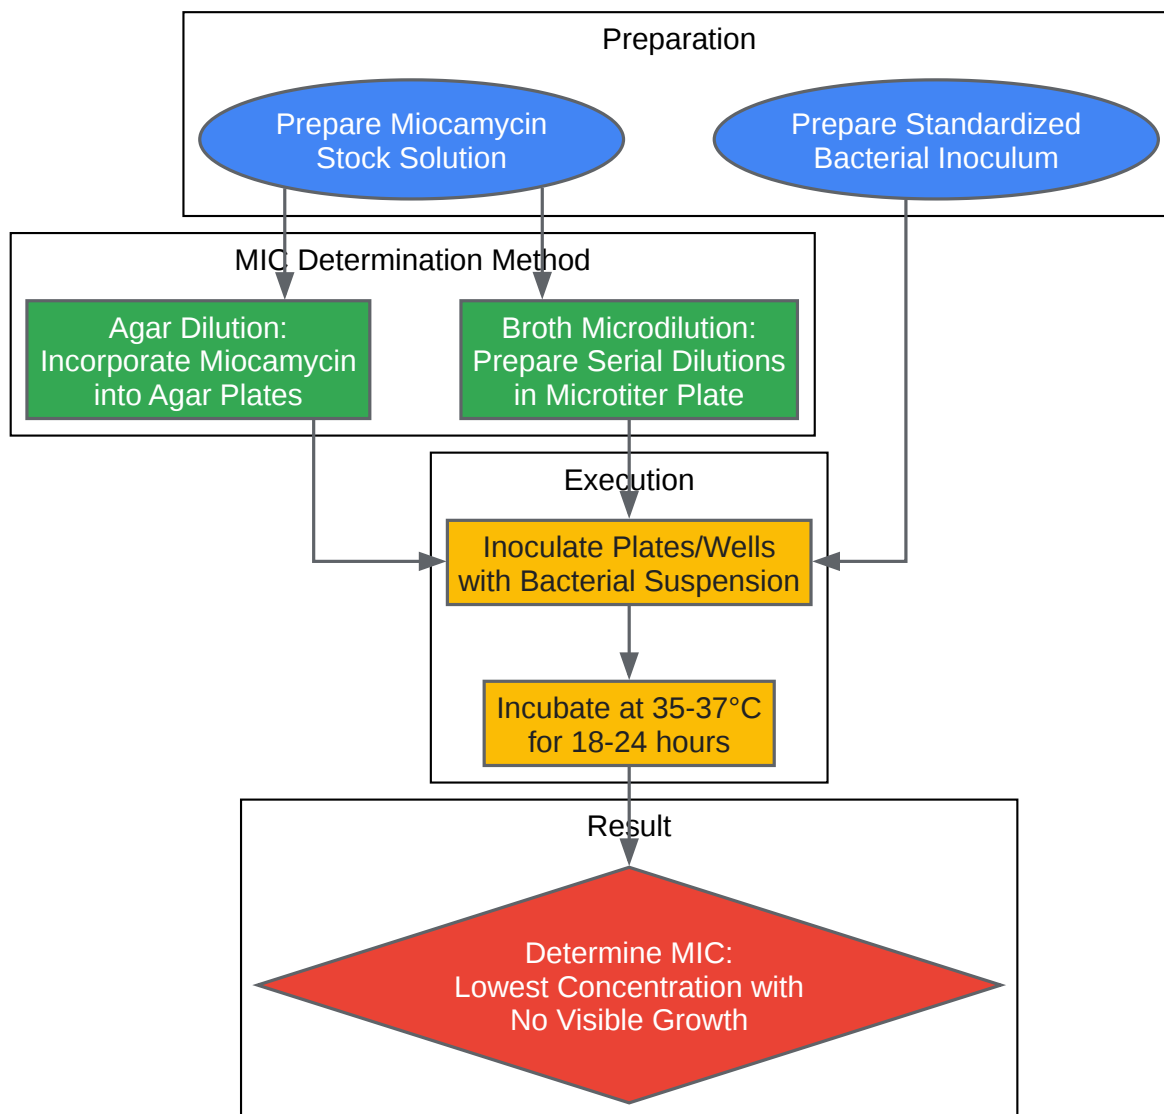 Preparation
Prepare Miocamycin
Stock Solution
Prepare Standardized
Bacterial Inoculum
MIC Determination Method
Agar Dilution:
Incorporate Miocamycin
into Agar Plates
Broth Microdilution:
Prepare Serial Dilutions
in Microtiter Plate
Execution
Inoculate Plates/Wells
with Bacterial Suspension
Incubate at 35-37°C
for 18-24 hours
Result
Determine MIC:
Lowest Concentration with
No Visible Growth